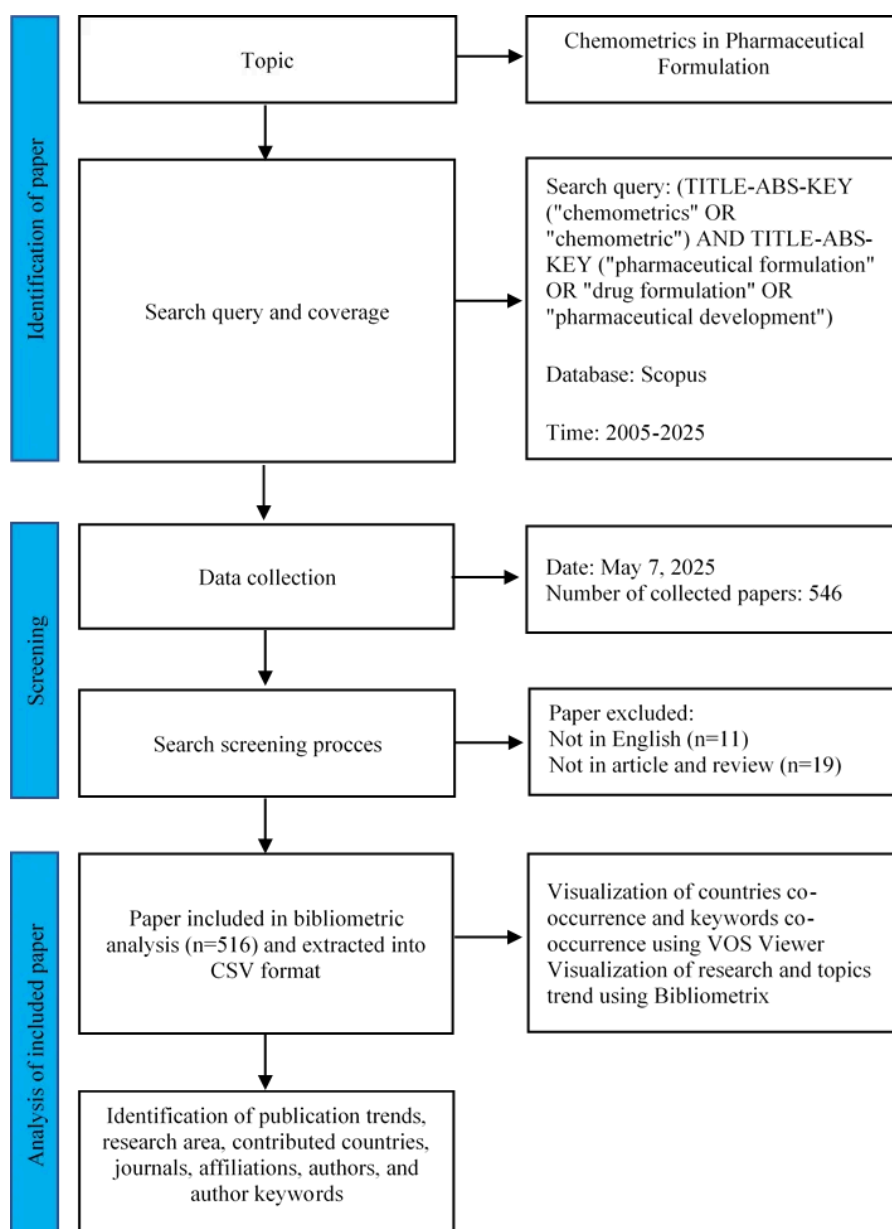 Identification of paper
Topic
Chemometrics in Pharmaceutical
Formulation
Search query and coverage
Search query: (TITLE-ABS-KEY
("chemometrics" OR
"chemometric") AND TITLE-ABS-
KEY ("pharmaceutical formulation"
OR "drug formulation" OR
"pharmaceutical development")
Database: Scopus
Time: 2005-2025
Screening
Data collection
Date: May 7, 2025
Number of collected papers: 546
Search screening procces
Paper excluded:
Not in English (n=11)
Not in article and review (n=19)
Analysis of included paper
Paper included in bibliometric
analysis (n=516) and extracted into
CSV format
Visualization of countries co-
occurrence and keywords co-
occurrence using VOS Viewer
Visualization of research and topics
trend using Bibliometrix
Identification of publication trends,
research area, contributed countries,
journals, affiliations, authors, and
author keywords